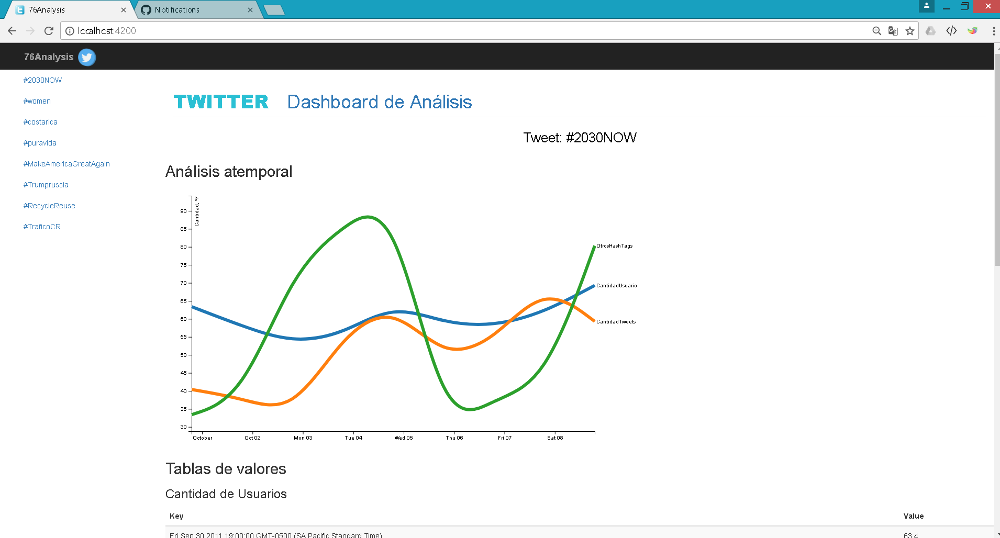 76Analysis
Notifications
localhost:4200
76Analysis
#2030NOW
#women
#costarica
#puravida
#MakeAmericaGreatAgain
#Trumprussia
#RecycleReuse
#TraficoCR
TWITTER Dashboard de Análisis
Tweet: #2030NOW
Análisis atemporal
Cantidad, ºF
90
85
80
75
70
65
60
55
50
45
40
35
30
OtrosHashTags
CantidadUsuario
CantidadTweets
October Oct 02 Mon 03 Tue 04 Wed 05 Thu 06 Fri 07 Sat 08
Tablas de valores
Cantidad de Usuarios
Key Value
Fri Sep 30 2011 19:00:00 GMT-0500 (SA Pacific Standard Time) 63.4